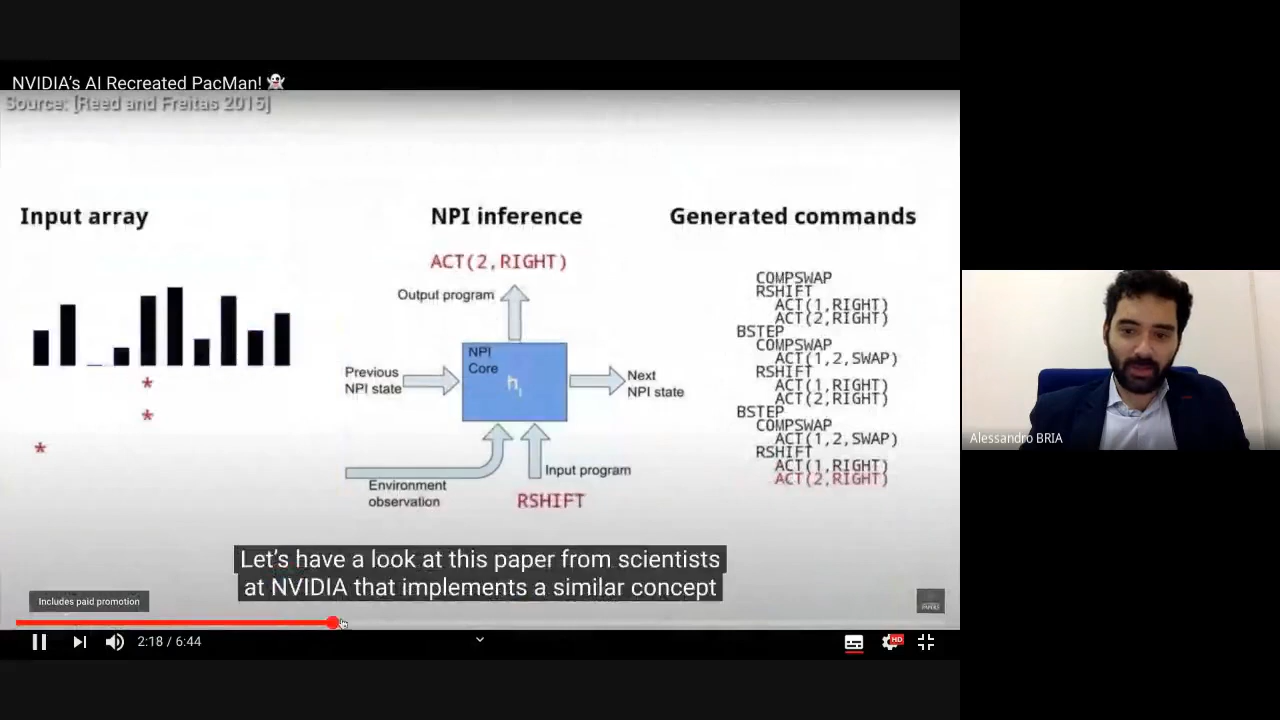 NVIDIA's AI Recreated PacMan! 👻
Source: [Reed and Freitas 2015]
Input array
NPI inference
Generated commands
ACT(2,RIGHT)
Output program
NPI
Core
h
Previous
NPI state
Next
NPI state
Input program
Environment
observation
RSHIFT
*
*
*
COMPSWAP
RSHIFT
ACT(1,RIGHT)
ACT(2,RIGHT)
BSTEP
COMPSWAP
ACT(1,2,SWAP)
RSHIFT
ACT(1,RIGHT)
ACT(2,RIGHT)
BSTEP
COMPSWAP
ACT(1,2,SWAP)
RSHIFT
ACT(1,RIGHT)
ACT(2,RIGHT)
Let's have a look at this paper from scientists
at NVIDIA that implements a similar concept
Includes paid promotion
2:18 / 6:44
HD
Alessandro BRIA